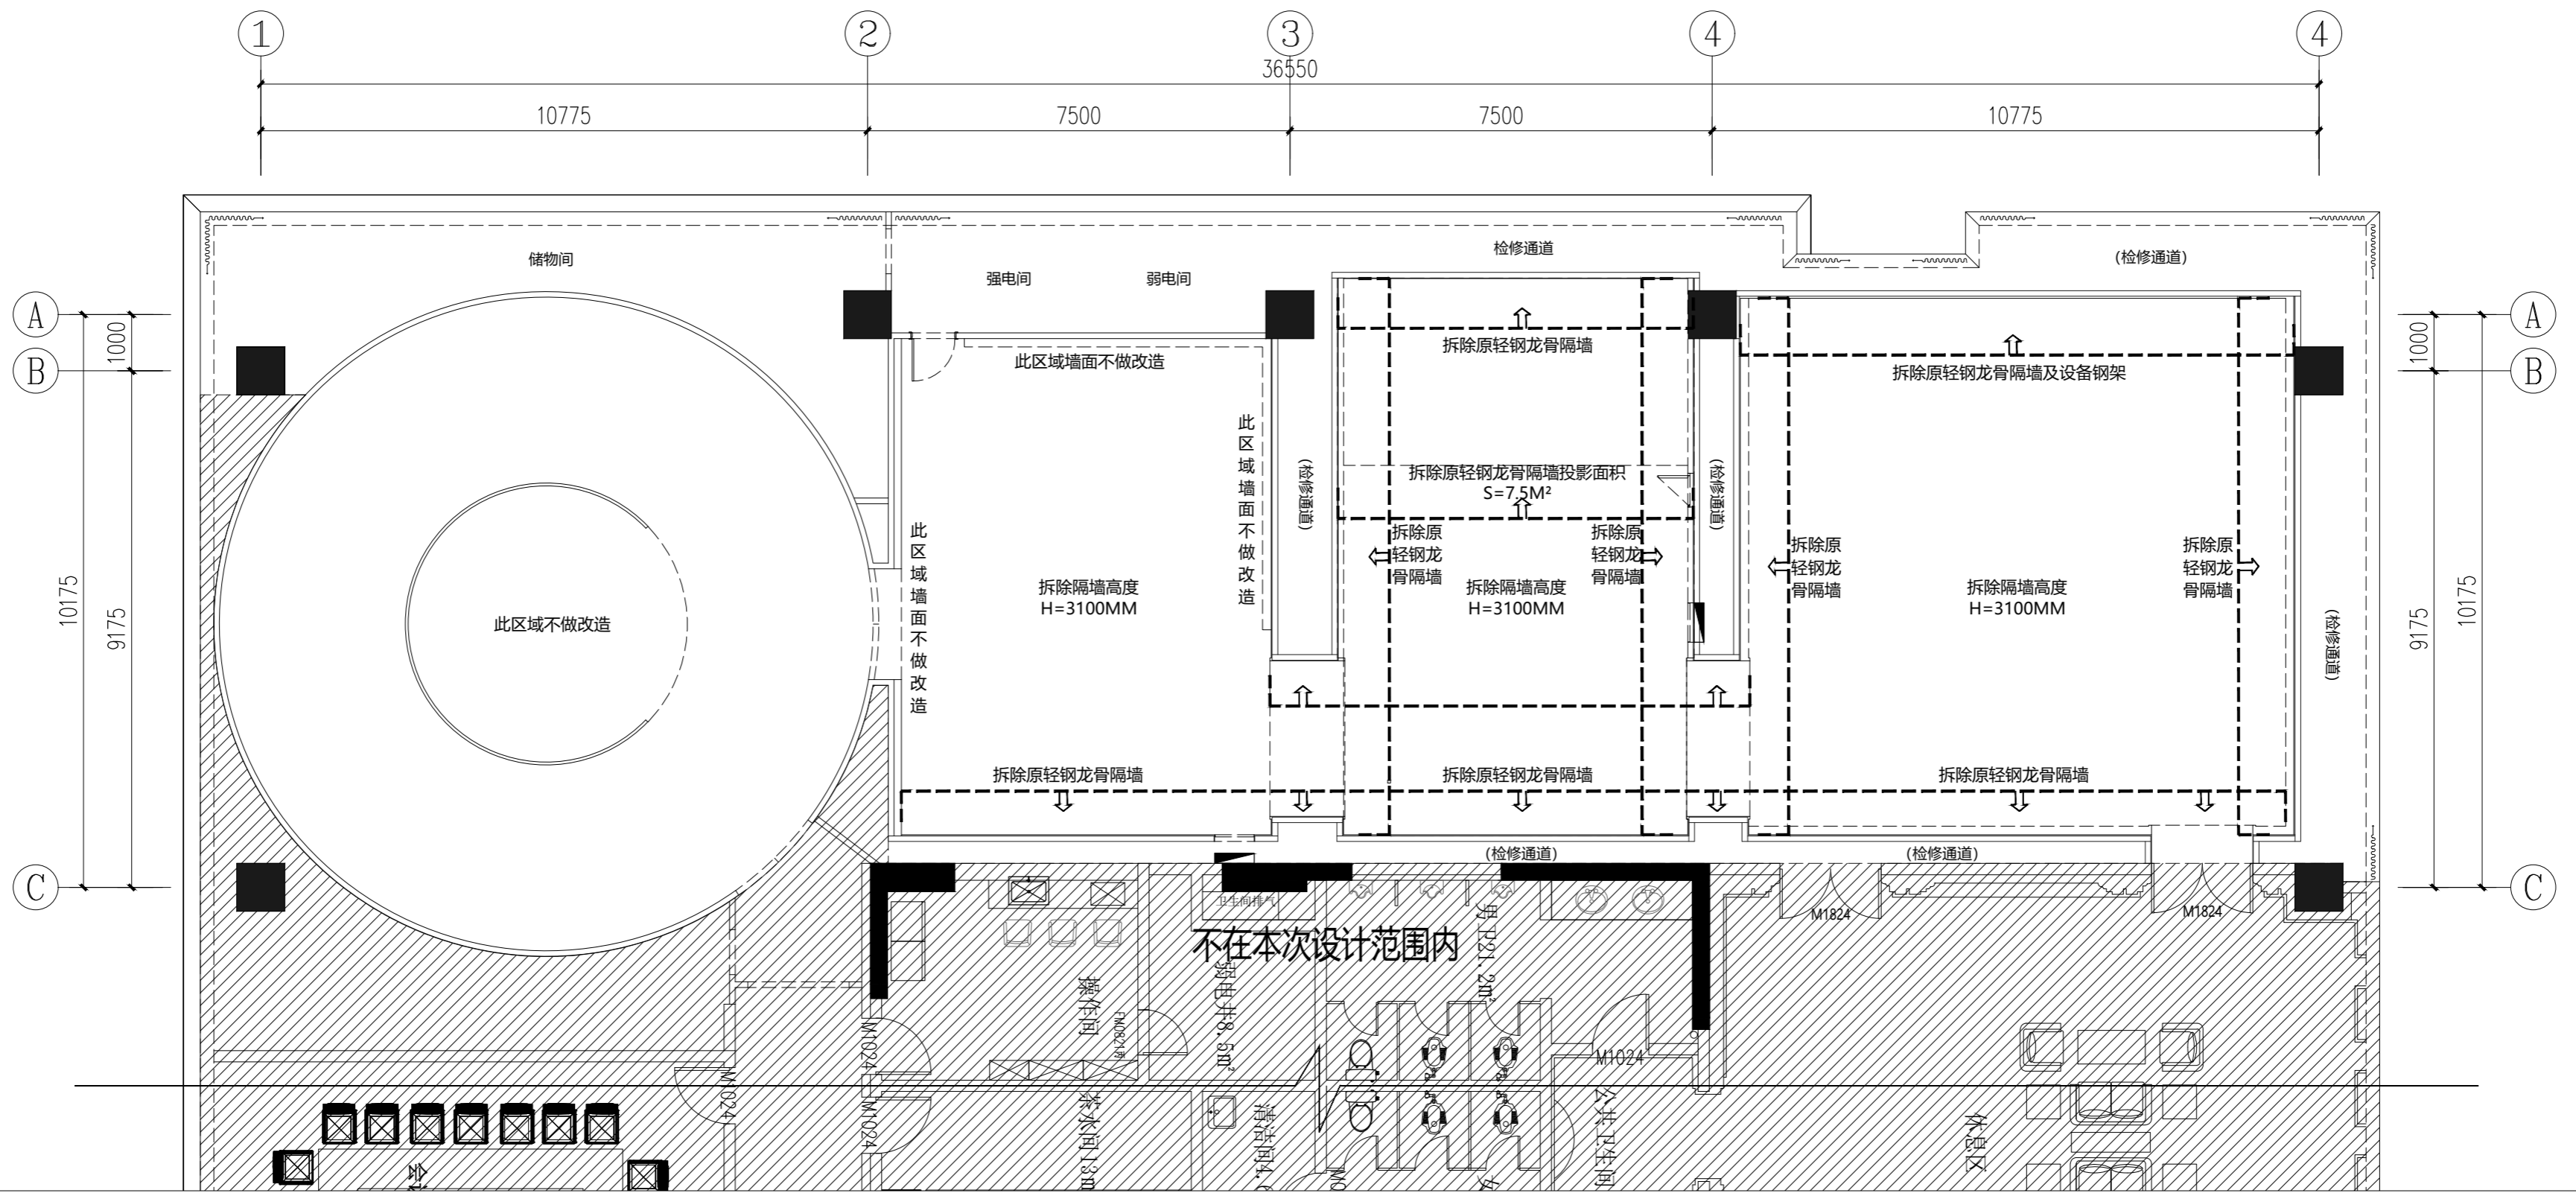 1 2 3 4 4
36550
10775 7500 7500 10775
储物间
强电间
弱电间
检修通道
(检修通道)
A
B
C
1000
9175
10175
A
B
C
1000
9175
10175
此区域墙面不做改造
此区域墙面不做改造
此区域墙面不做改造
此区域不做改造
拆除原轻钢龙骨隔墙
拆除原轻钢龙骨隔墙及设备钢架
拆除原轻钢龙骨隔墙投影面积
S=7.5M²
(检修通道)
(检修通道)
(检修通道)
拆除原
轻钢龙
骨隔墙
拆除原
轻钢龙
骨隔墙
拆除原
轻钢龙
骨隔墙
拆除原
轻钢龙
骨隔墙
拆除隔墙高度
H=3100MM
拆除隔墙高度
H=3100MM
拆除隔墙高度
H=3100MM
拆除原轻钢龙骨隔墙
拆除原轻钢龙骨隔墙
拆除原轻钢龙骨隔墙
(检修通道)
(检修通道)
卫生间排气
M1824
M1824
不在本次设计范围内
男卫21.2m²
弱电井8.5m²
操作间
M1024
M1024
M1024
M1024
茶水间13m
清洁间4.6
公共卫生间
休息区
女